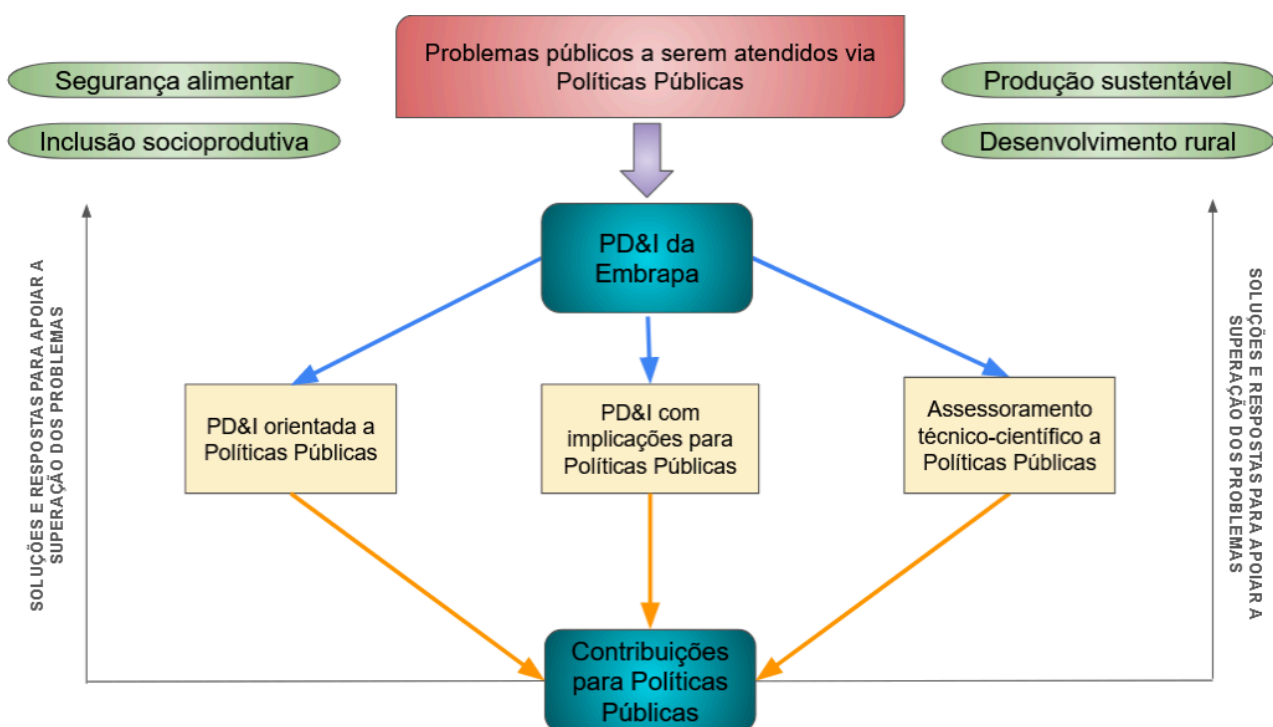 Problemas públicos a serem atendidos via
Políticas Públicas
Segurança alimentar
Inclusão socioprodutiva
Produção sustentável
Desenvolvimento rural
PD&I da
Embrapa
SOLUÇÕES E RESPOSTAS PARA APOIAR A
SUPERAÇÃO DOS PROBLEMAS
PD&I orientada a
Políticas Públicas
PD&I com
implicações para
Políticas Públicas
Assessoramento
técnico-científico a
Políticas Públicas
SOLUÇÕES E RESPOSTAS PARA APOIAR A
SUPERAÇÃO DOS PROBLEMAS
Contribuições
para Políticas
Públicas